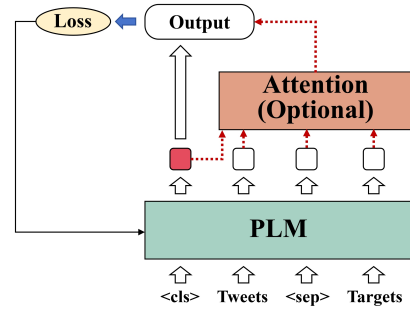 Loss
Output
Attention
(Optional)
PLM
<cls> Tweets <sep> Targets